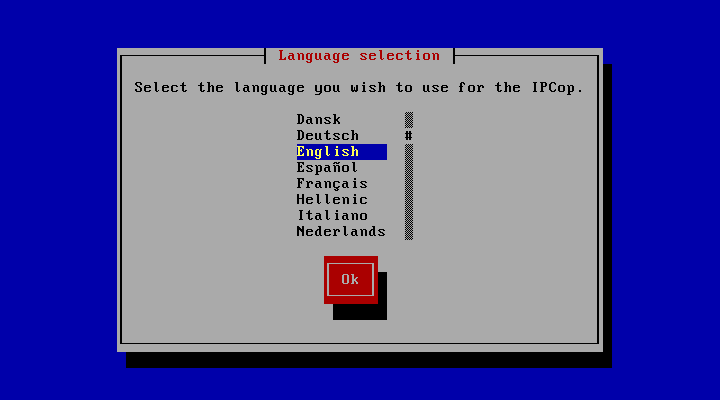 Language selection
Select the language you wish to use for the IPCop.
Dansk
Deutsch
#
English
Español
Français
Hellenic
Italiano
Nederlands
Ok